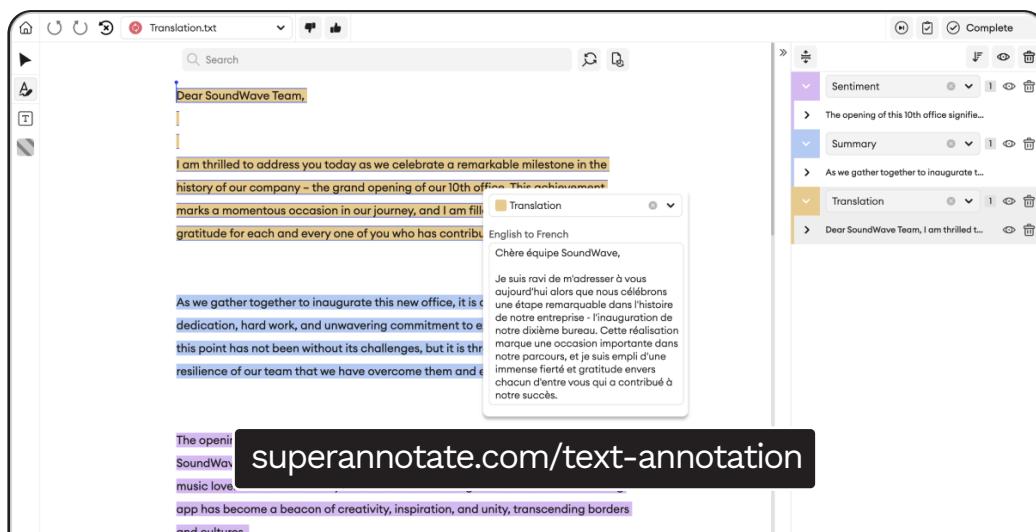 Translation.txt
Complete
Search
T
Dear SoundWave Team,
I am thrilled to address you today as we celebrate a remarkable milestone in the
history of our company – the grand opening of our 10th office. This achievement
marks a momentous occasion in our journey, and I am fill
gratitude for each and every one of you who has contribu
Translation
English to French
Chère équipe SoundWave,
Je suis ravi de m'adresser à vous
aujourd'hui alors que nous célébrons
une étape remarquable dans l'histoire
de notre entreprise - l'inauguration de
notre dixième bureau. Cette réalisation
marque une occasion importante dans
notre parcours, et je suis empli d'une
immense fierté et gratitude envers
chacun d'entre vous qui a contribué à
notre succès.
As we gather together to inaugurate this new office, it is
dedication, hard work, and unwavering commitment to
this point has not been without its challenges, but it is
resilience of our team that we have overcome them and
The openi
SoundWa
music love
app has become a beacon of creativity, inspiration, and unity, transcending borders
and cultures.
superannotate.com/text-annotation
Sentiment 1
The opening of this 10th office signifie...
Summary 1
As we gather together to inaugurate t...
Translation 1
Dear SoundWave Team, I am thrilled t...